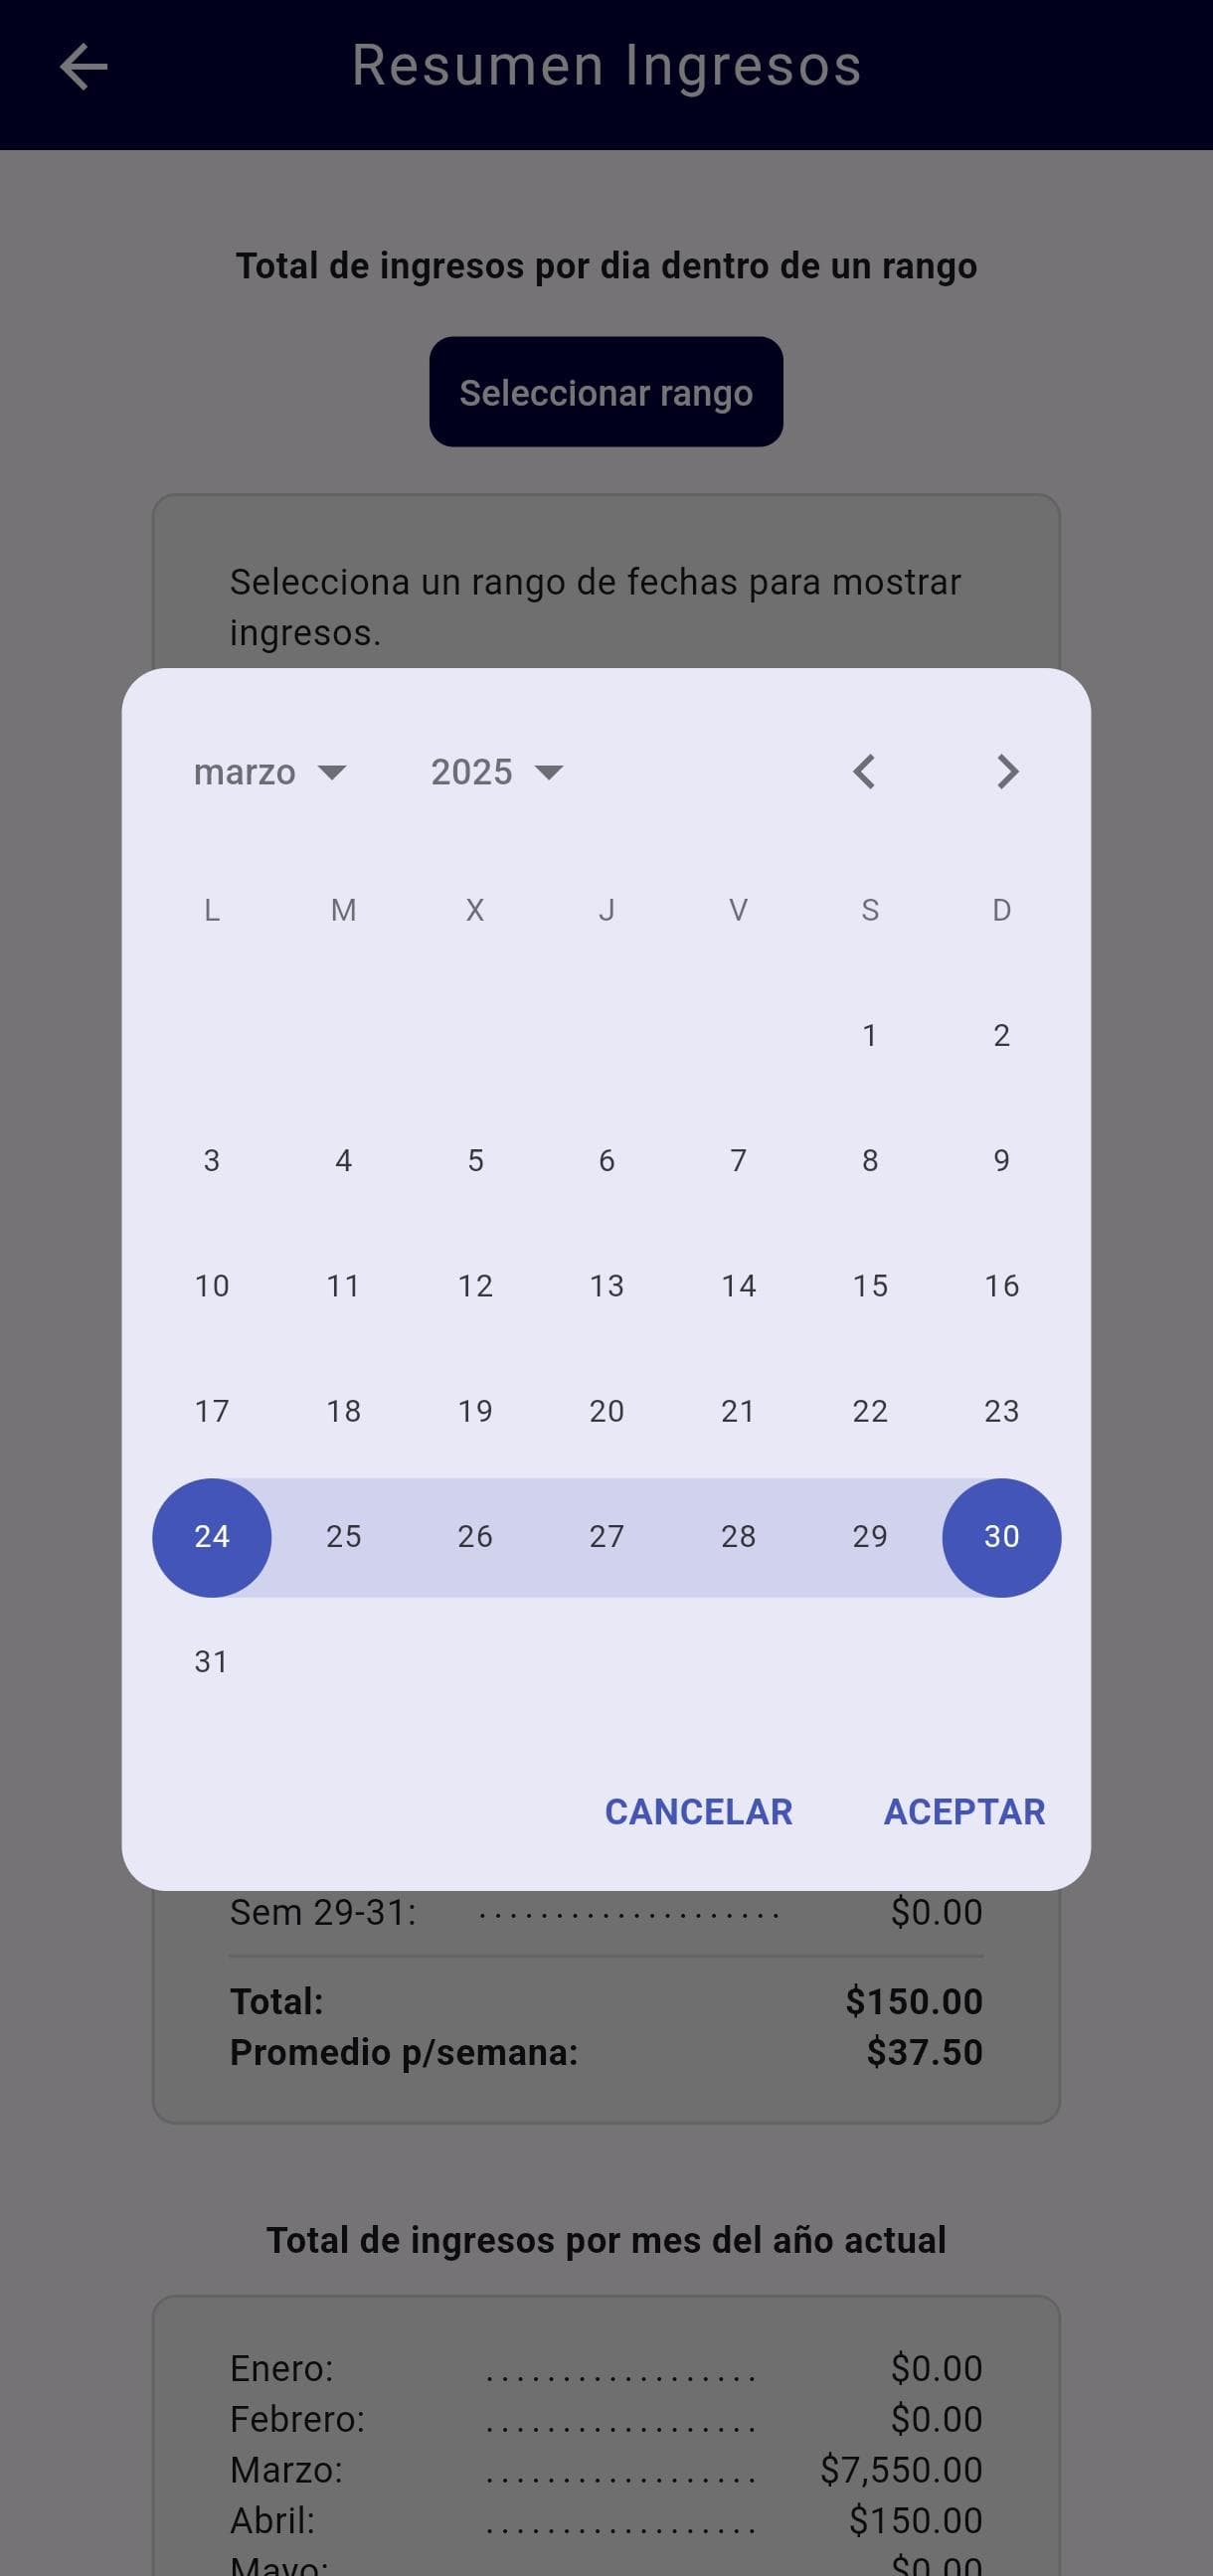 Resumen Ingresos
Total de ingresos por dia dentro de un rango
Seleccionar rango
Selecciona un rango de fechas para mostrar
ingresos.
marzo 2025
L M X J V S D
1 2
3 4 5 6 7 8 9
10 11 12 13 14 15 16
17 18 19 20 21 22 23
24 25 26 27 28 29 30
31
CANCELAR ACEPTAR
Sem 29-31: .................... $0.00
Total: $150.00
Promedio p/semana: $37.50
Total de ingresos por mes del año actual
Enero: .................. $0.00
Febrero: .................. $0.00
Marzo: .................. $7,550.00
Abril: .................. $150.00
Mayo: $0.00